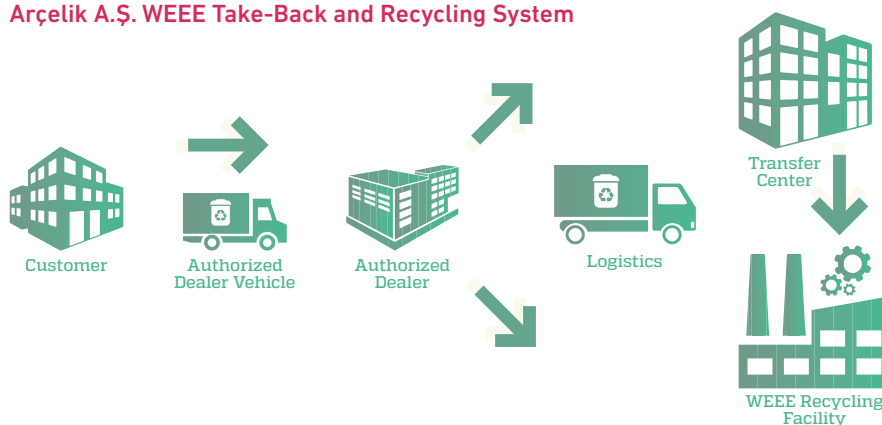 Arçelik A.Ş. WEEE Take-Back and Recycling System
Customer
Authorized
Dealer Vehicle
Authorized
Dealer
Logistics
Transfer
Center
WEEE Recycling
Facility